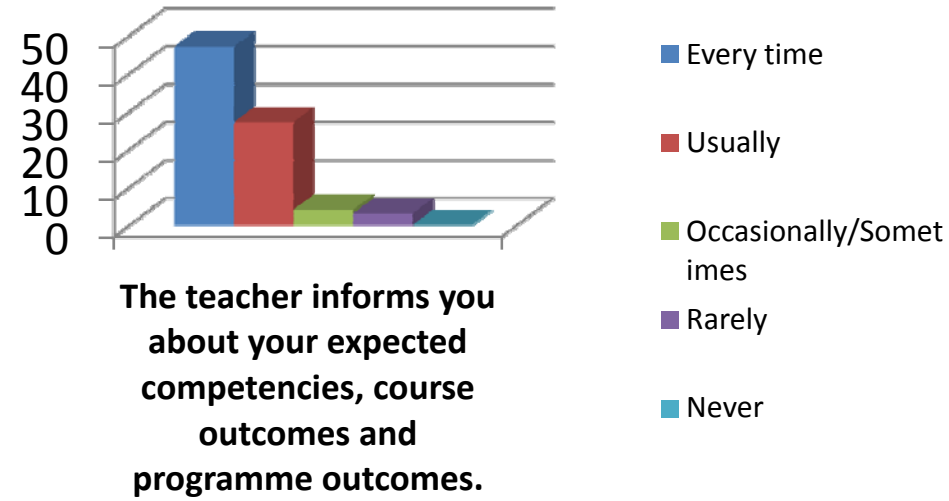 50
40
30
20
10
0
The teacher informs you
about your expected
competencies, course
outcomes and
programme outcomes.
Every time
Usually
Occasionally/Somet
imes
Rarely
Never